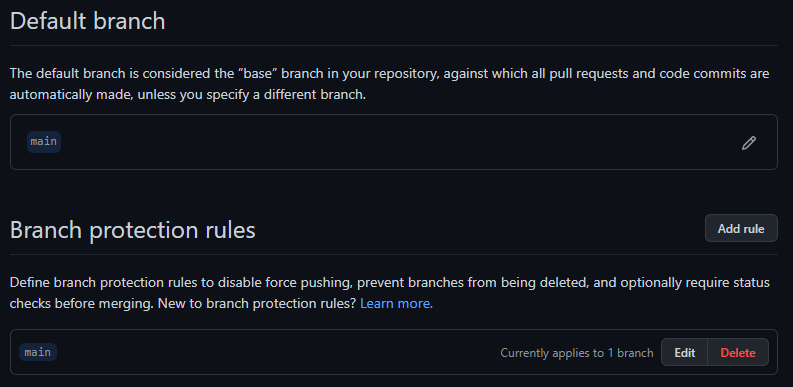 Default branch
The default branch is considered the “base” branch in your repository, against which all pull requests and code commits are
automatically made, unless you specify a different branch.
main
Branch protection rules
Add rule
Define branch protection rules to disable force pushing, prevent branches from being deleted, and optionally require status
checks before merging. New to branch protection rules? Learn more.
main Currently applies to 1 branch Edit Delete